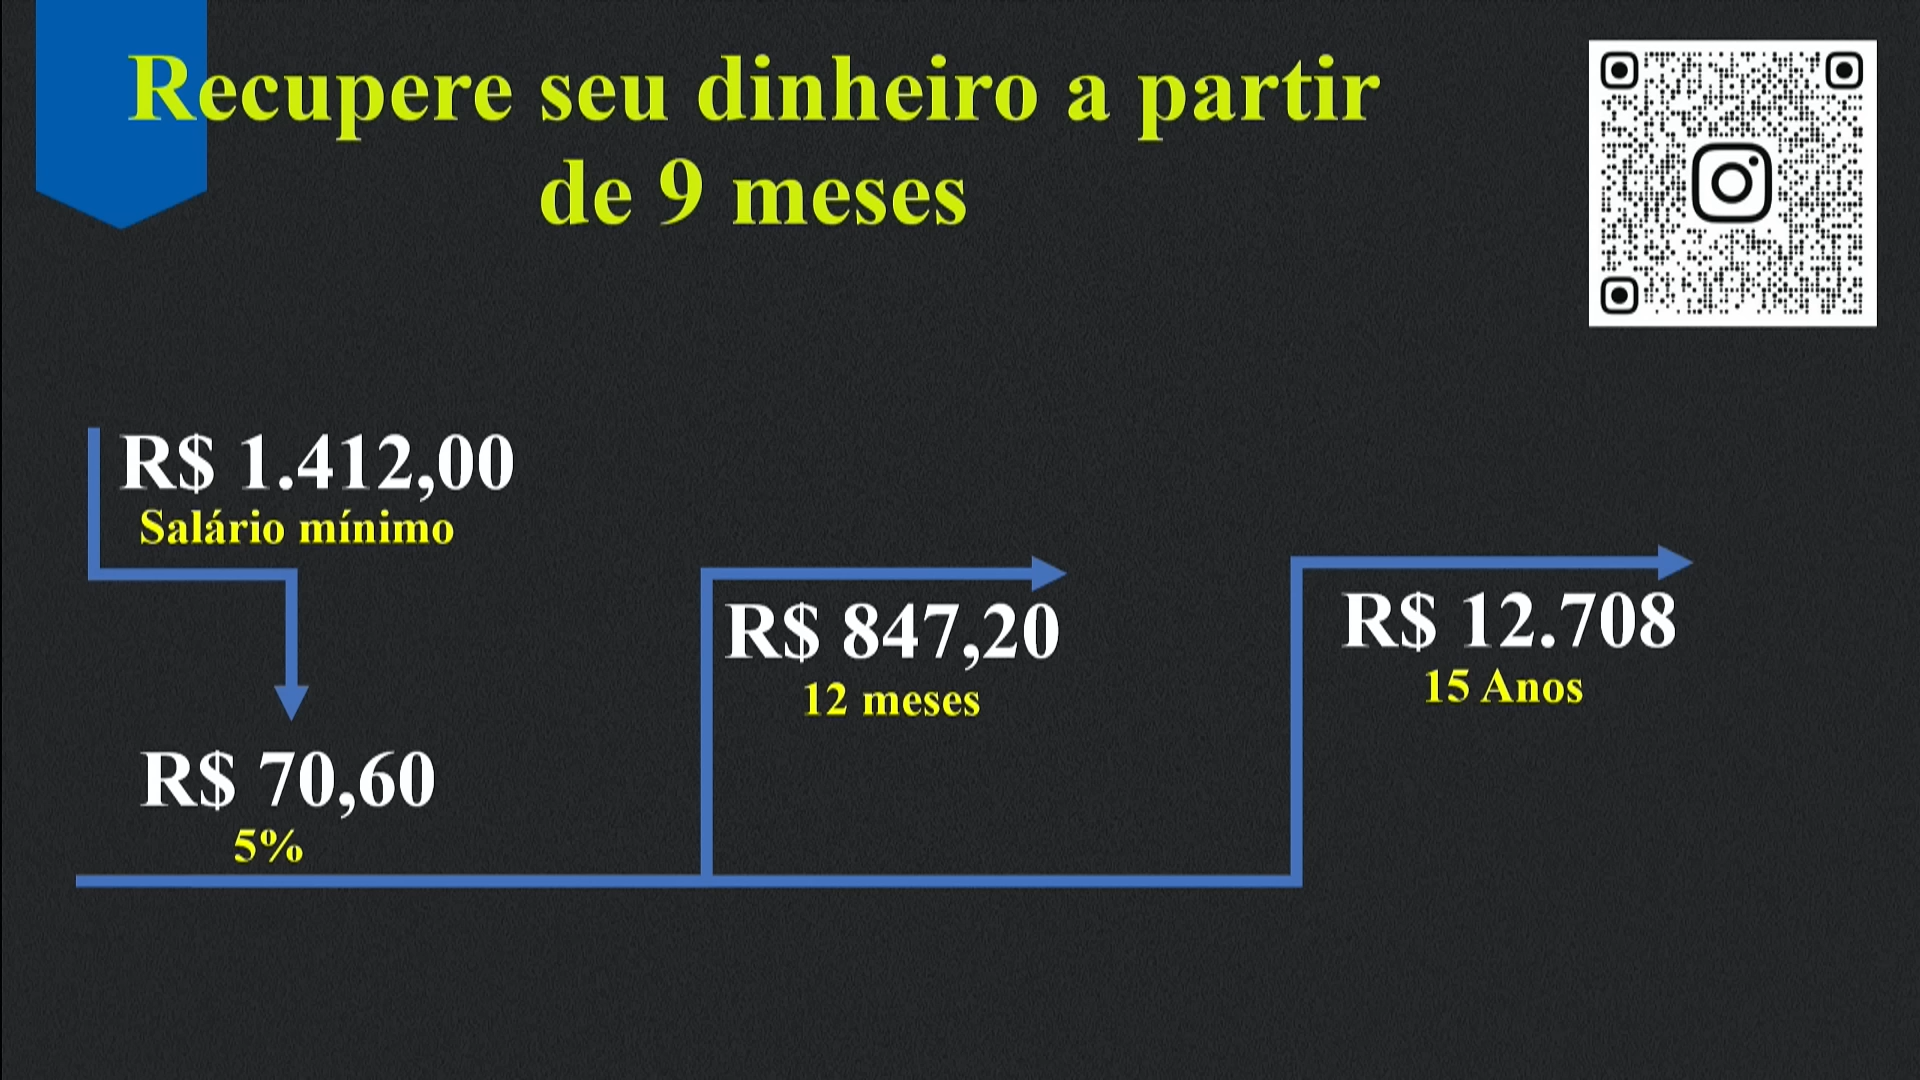 Recupere seu dinheiro a partir
de 9 meses
R$ 1.412,00
Salário mínimo
R$ 70,60
5%
R$ 847,20
12 meses
R$ 12.708
15 Anos